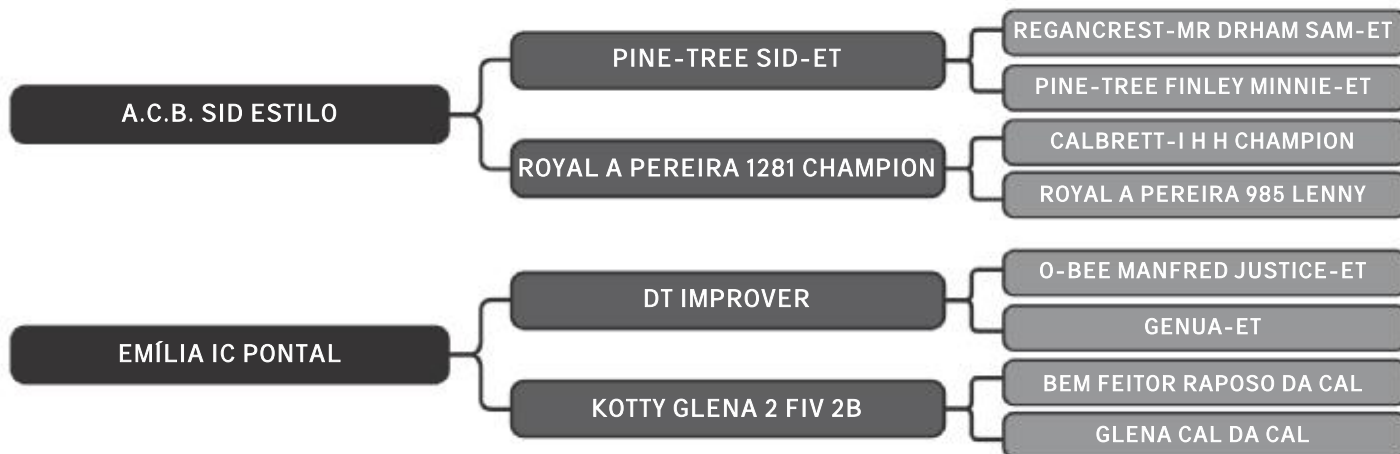 A.C.B. SID ESTILO
PINE-TREE SID-ET
REGANCREST-MR DRHAM SAM-ET
PINE-TREE FINLEY MINNIE-ET
ROYAL A PEREIRA 1281 CHAMPION
CALBRETT-I H H CHAMPION
ROYAL A PEREIRA 985 LENNY
EMÍLIA IC PONTAL
DT IMPROVER
O-BEE MANFRED JUSTICE-ET
GENUA-ET
KOTTY GLENA 2 FIV 2B
BEM FEITOR RAPOSO DA CAL
GLENA CAL DA CAL